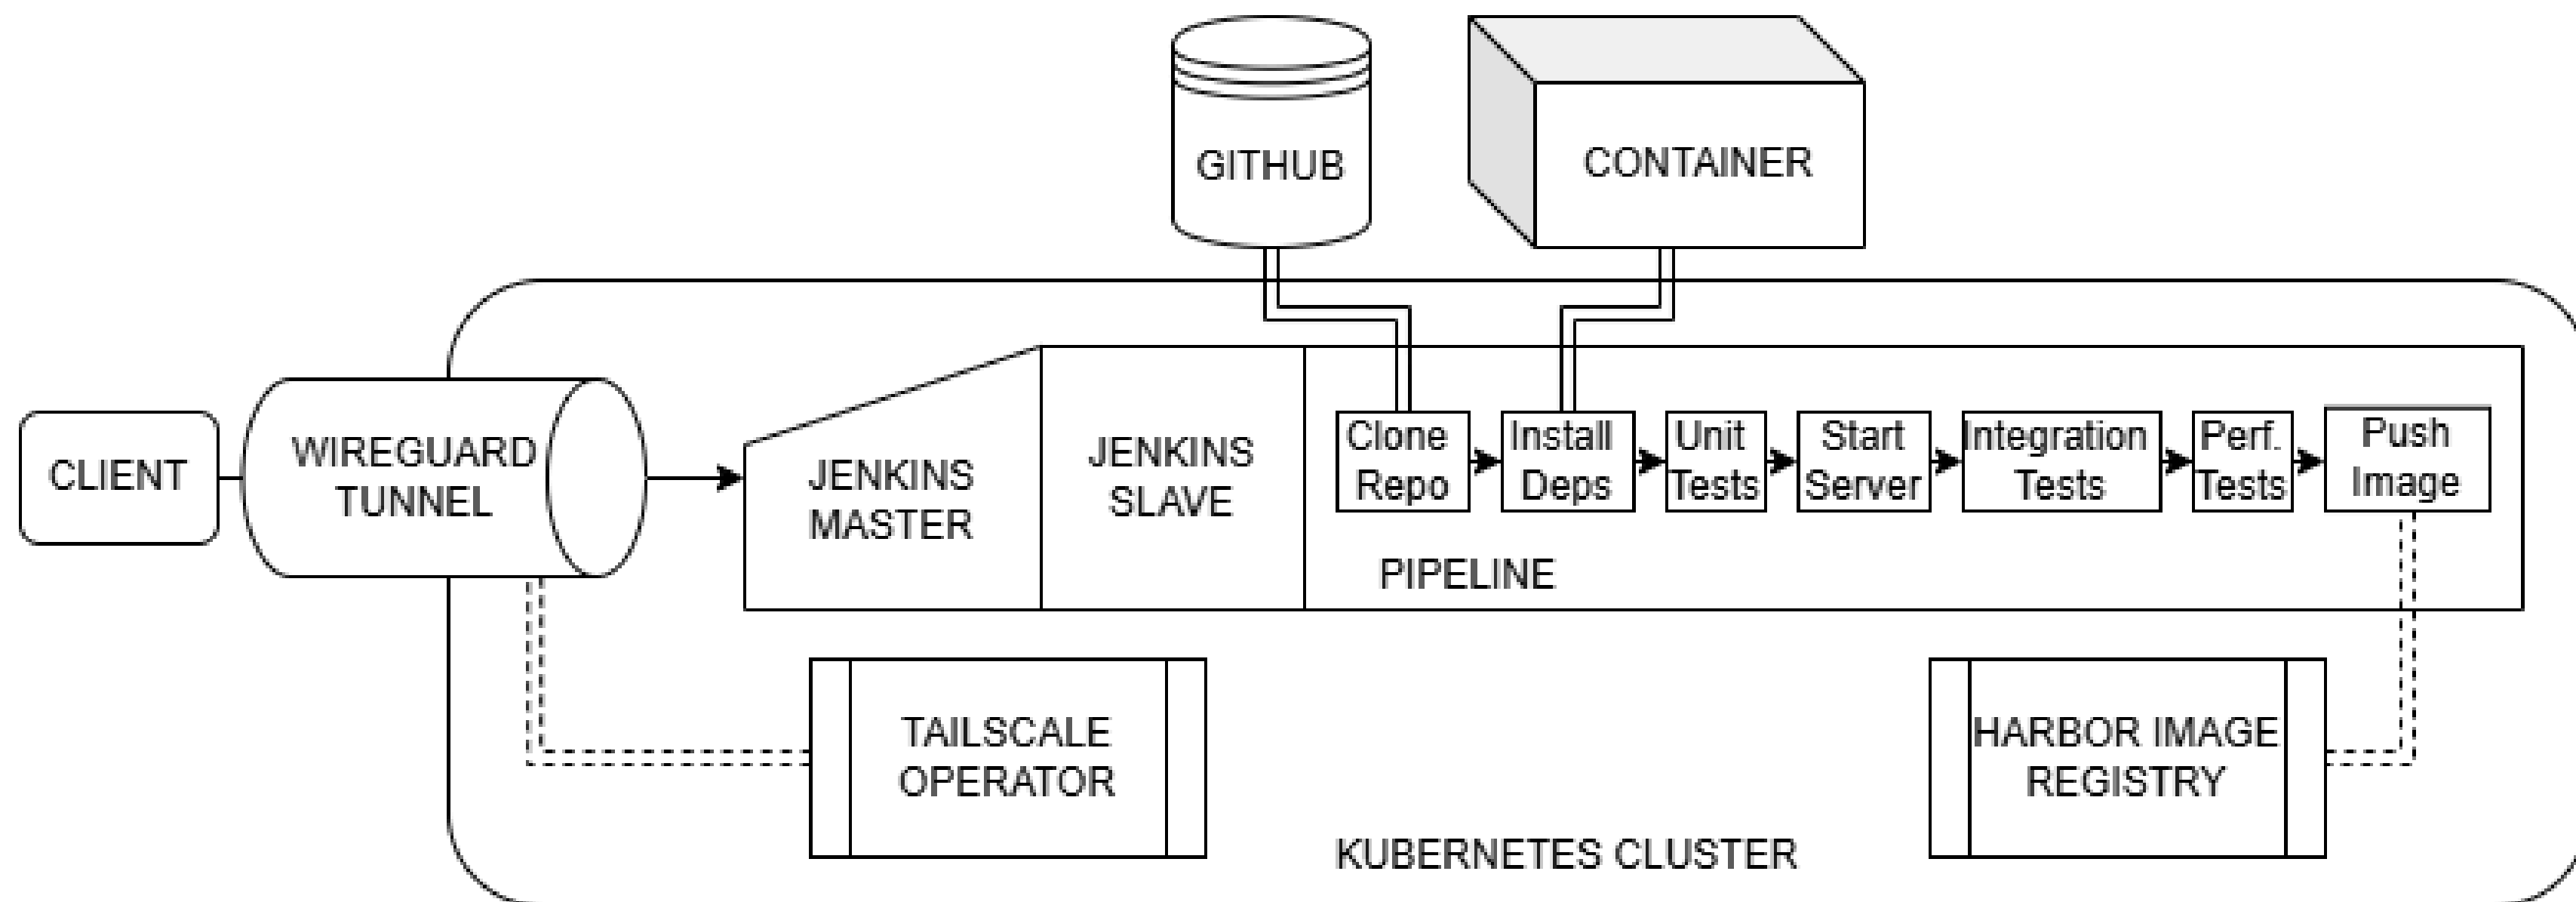 GITHUB
CONTAINER
CLIENT
WIREGUARD
TUNNEL
JENKINS
MASTER
JENKINS
SLAVE
Clone
Repo
Install
Deps
Unit
Tests
Start
Server
Integration
Tests
Perf.
Tests
Push
Image
PIPELINE
TAILSCALE
OPERATOR
HARBOR IMAGE
REGISTRY
KUBERNETES CLUSTER